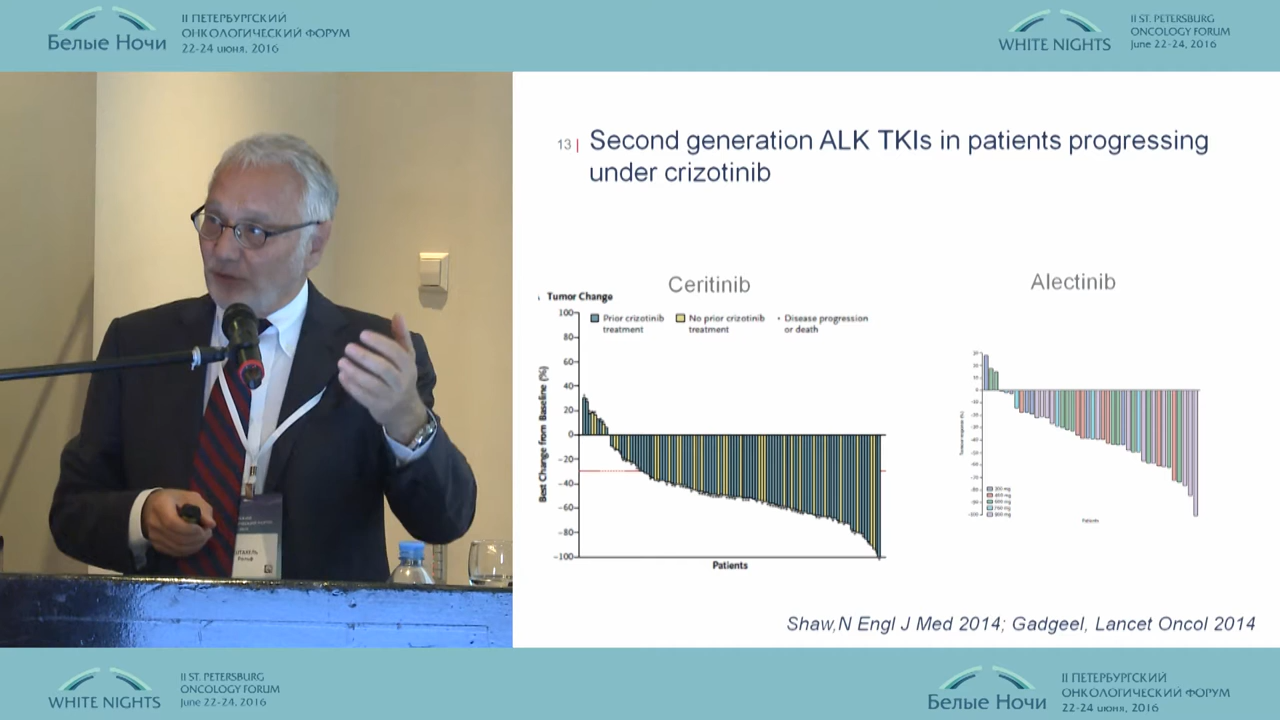 II ПЕТЕРБУРГСКИЙ
ОНКОЛОГИЧЕСКИЙ ФОРУМ
22-24 июня, 2016
Белые Ночи
WHITE NIGHTS
II ST. PETERSBURG
ONCOLOGY FORUM
June 22-24, 2016
13
Second generation ALK TKIs in patients progressing
under crizotinib
Ceritinib
Alectinib
Tumor Change
Prior crizotinib
treatment
No prior crizotinib
treatment
Disease progression
or death
Best Change from Baseline (%)
100
80
60
40
20
0
-20
-40
-60
-80
-100
Patients
Patients
Shaw,N Engl J Med 2014; Gadgeel, Lancet Oncol 2014
WHITE NIGHTS
II ST. PETERSBURG
ONCOLOGY FORUM
June 22-24, 2016
Белые Ночи
II ПЕТЕРБУРГСКИЙ
ОНКОЛОГИЧЕСКИЙ ФОРУМ
22-24 июня, 2016